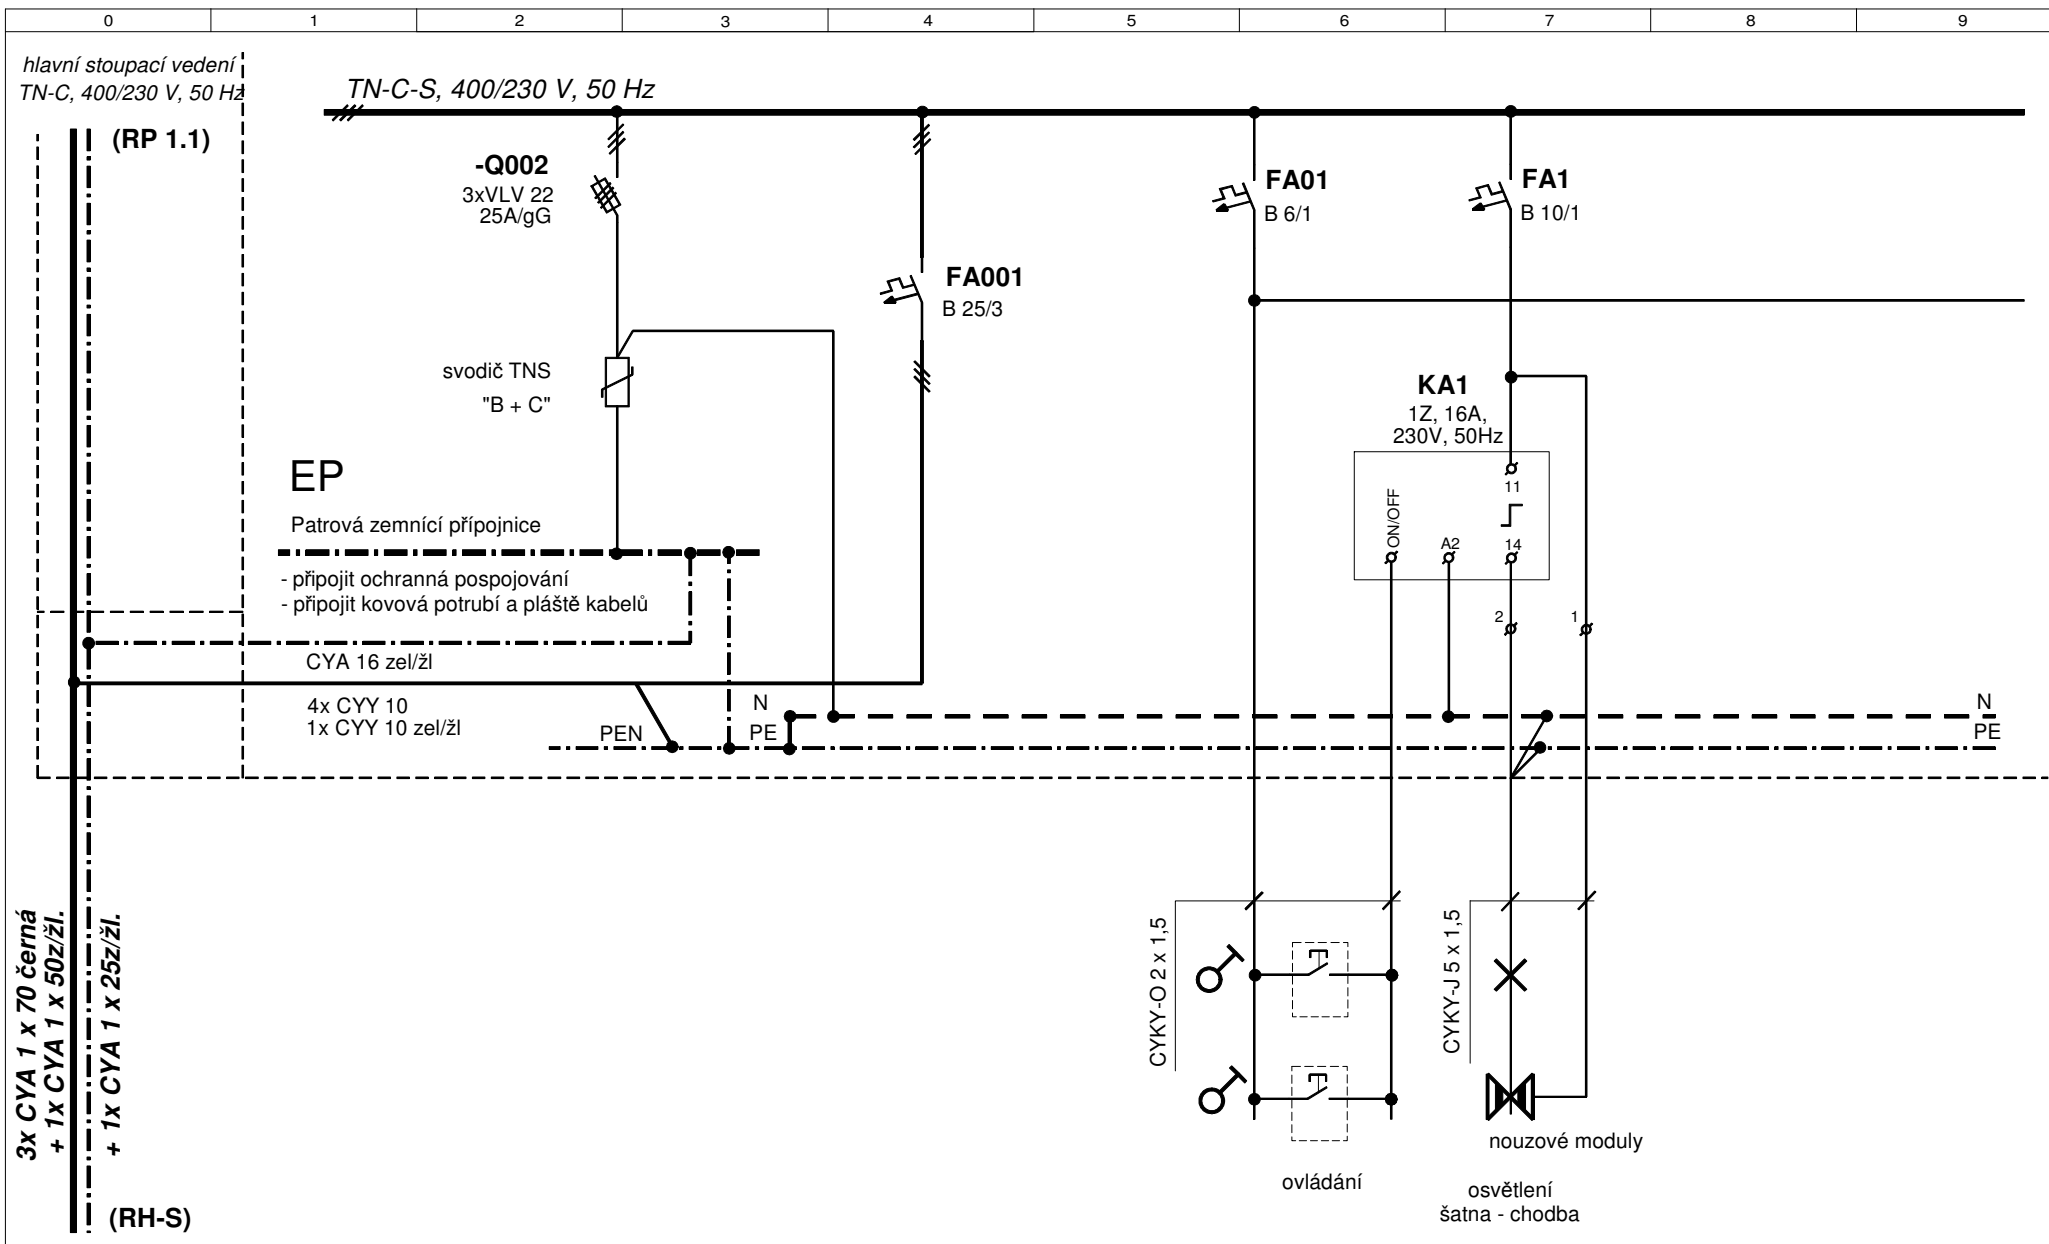 0 1 2 3 4 5 6 7 8 9
hlavní stoupací vedení
TN-C, 400/230 V, 50 Hz
(RP 1.1)
TN-C-S, 400/230 V, 50 Hz
-Q002
3xVLV 22
25A/gG
FA001
B 25/3
FA01
B 6/1
FA1
B 10/1
svodič TNS
"B + C"
KA1
1Z, 16A,
230V, 50Hz
11
ON/OFF
A2
14
2
1
EP
Patrová zemnící přípojnice
- připojit ochranná pospojování
- připojit kovová potrubí a pláště kabelů
CYA 16 zel/žl
4x CYY 10
1x CYY 10 zel/žl
PEN
N
PE
N
PE
3x CYA 1 x 70 černá
+ 1x CYA 1 x 50z/žl.
+ 1x CYA 1 x 25z/žl.
(RH-S)
CYKY-O 2 x 1,5
CYKY-J 5 x 1,5
nouzové moduly
ovládání
osvětlení
šatna - chodba